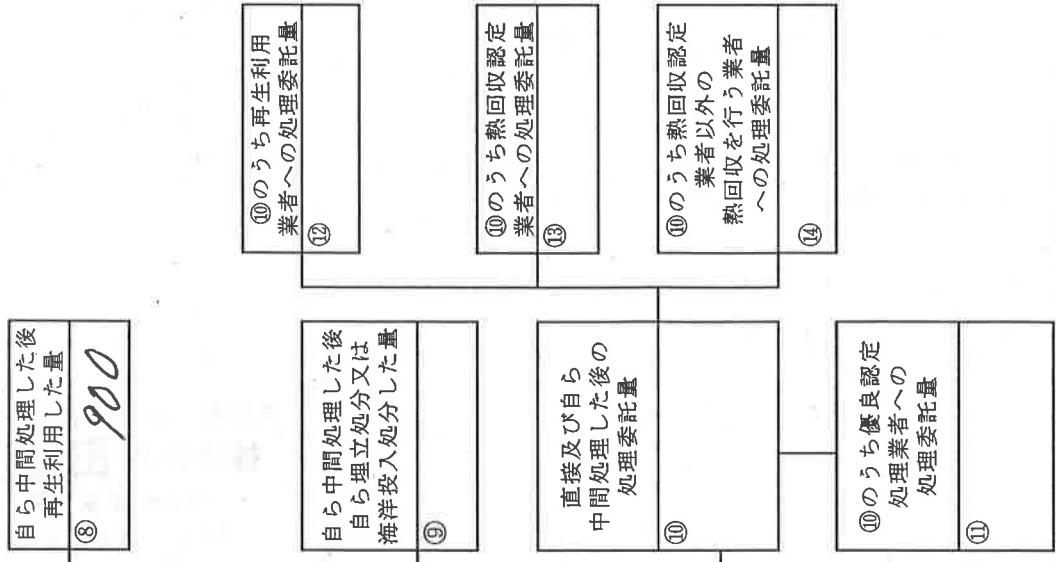 自ら中間処理した後
再生利用した量
⑧
900
自ら中間処理した後
自ら埋立処分又は
海洋投入処分した量
⑨
直接及び自ら
中間処理した後の
処理委託量
⑩
⑩のうち優良認定
処理業者への
処理委託量
⑪
⑩のうち再生利用
業者への処理委託量
⑫
⑩のうち熱回収認定
業者への処理委託量
⑬
⑩のうち熱回収認定
業者以外の
熱回収を行う業者
への処理委託量
⑭